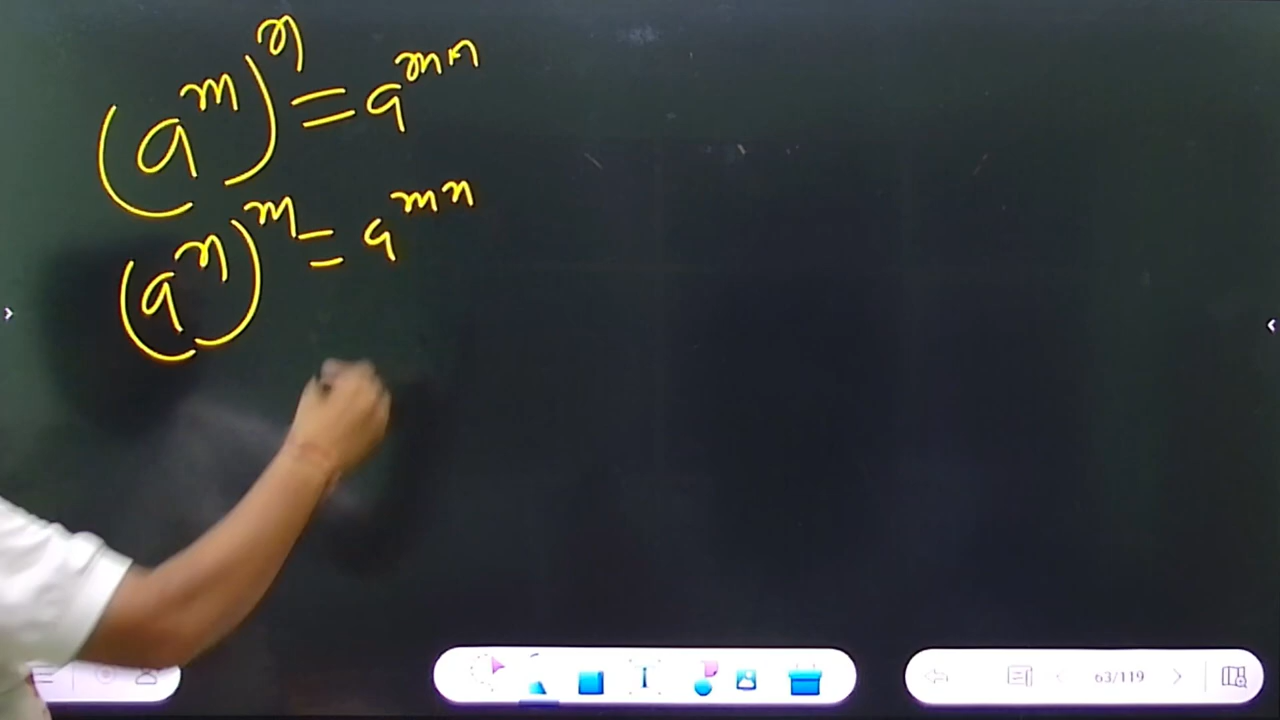 (a^m)^n = a^{mn}
(a^n)^m = a^{mn}
63/119